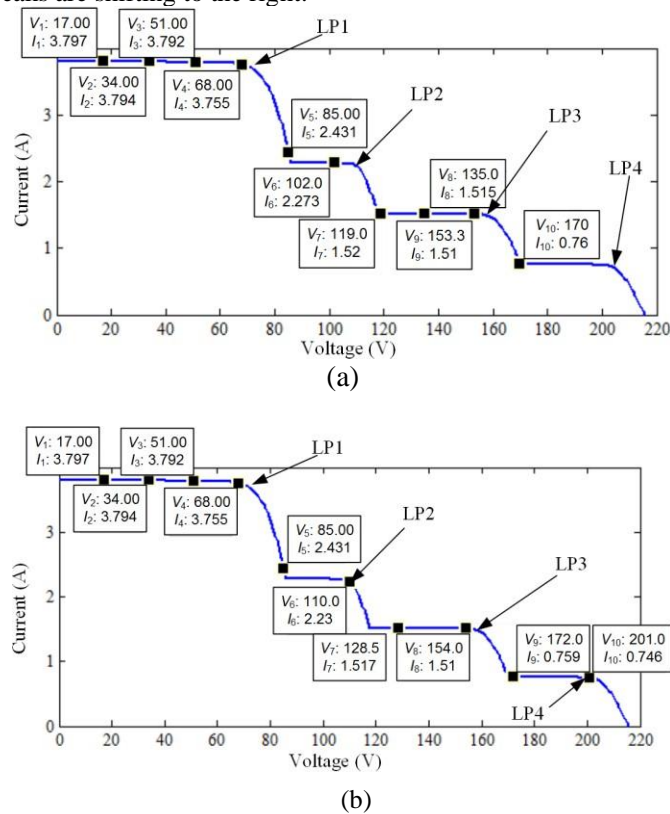 eans are shifting to the right.
V1: 17.00
I1: 3.797
V3: 51.00
I3: 3.792
LP1
V2: 34.00
I2: 3.794
V4: 68.00
I4: 3.755
V5: 85.00
I5: 2.431
LP2
LP3
V6: 102.0
I6: 2.273
V8: 135.0
I8: 1.515
LP4
V7: 119.0
I7: 1.52
V9: 153.3
I9: 1.51
V10: 170
I10: 0.76
Current (A)
3
2
1
0
0 20 40 60 80 100 120 140 160 180 200 220
Voltage (V)
(a)
V1: 17.00
I1: 3.797
V3: 51.00
I3: 3.792
LP1
V2: 34.00
I2: 3.794
V4: 68.00
I4: 3.755
LP2
V5: 85.00
I5: 2.431
LP3
V6: 110.0
I6: 2.23
V7: 128.5
I7: 1.517
V8: 154.0
I8: 1.51
V9: 172.0
I9: 0.759
V10: 201.0
I10: 0.746
LP4
Current (A)
3
2
1
0
0 20 40 60 80 100 120 140 160 180 200 220
Voltage (V)
(b)